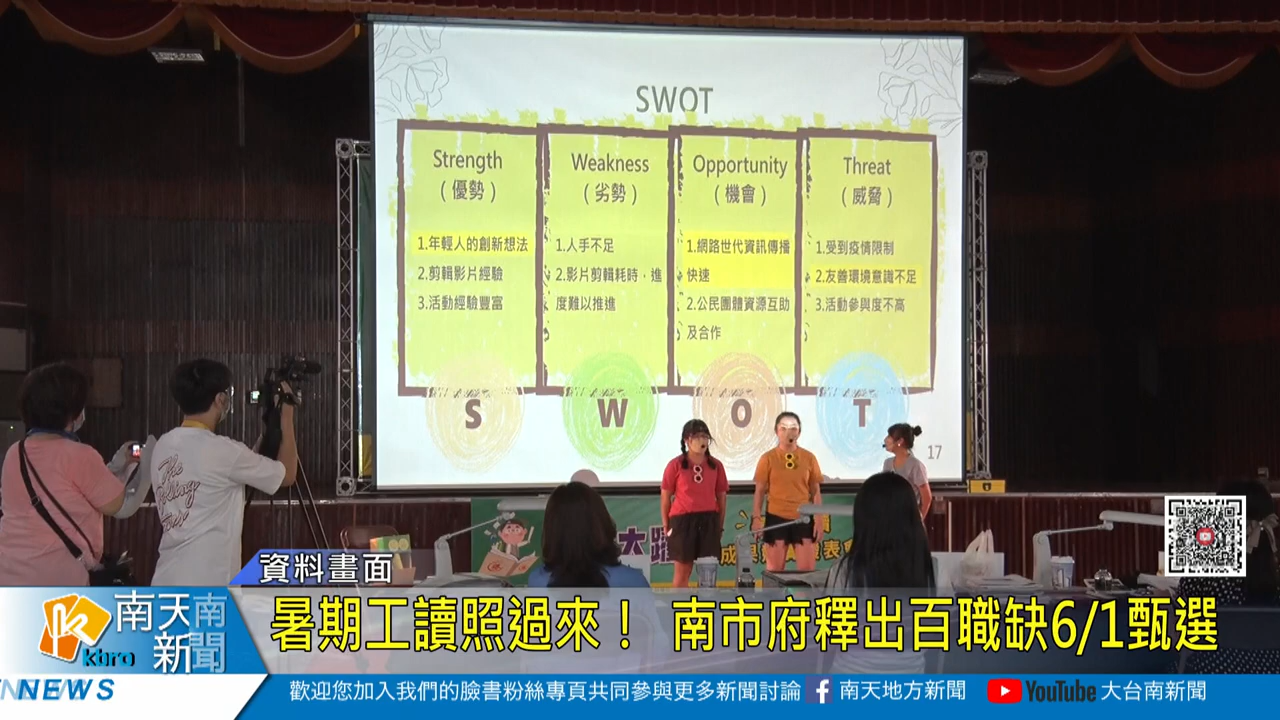 SWOT
Strength
（優勢）
1.年輕人的創新想法
2.剪輯影片經驗
3.活動經驗豐富
Weakness
（劣勢）
1.人手不足
2.影片剪輯耗時，進
度難以推進
Opportunity
（機會）
1.網路世代資訊傳播
快速
2.公民團體資源互助
及合作
Threat
（威脅）
1.受到疫情限制
2.友善環境意識不足
3.活動參與度不高
S
W
O
T
17
The
Rolling
資料畫面
南天南
新聞
kbro
暑期工讀照過來！ 南市府釋出百職缺6/1甄選
NEWS
歡迎您加入我們的臉書粉絲專頁共同參與更多新聞討論 南天地方新聞 YouTube 大台南新聞